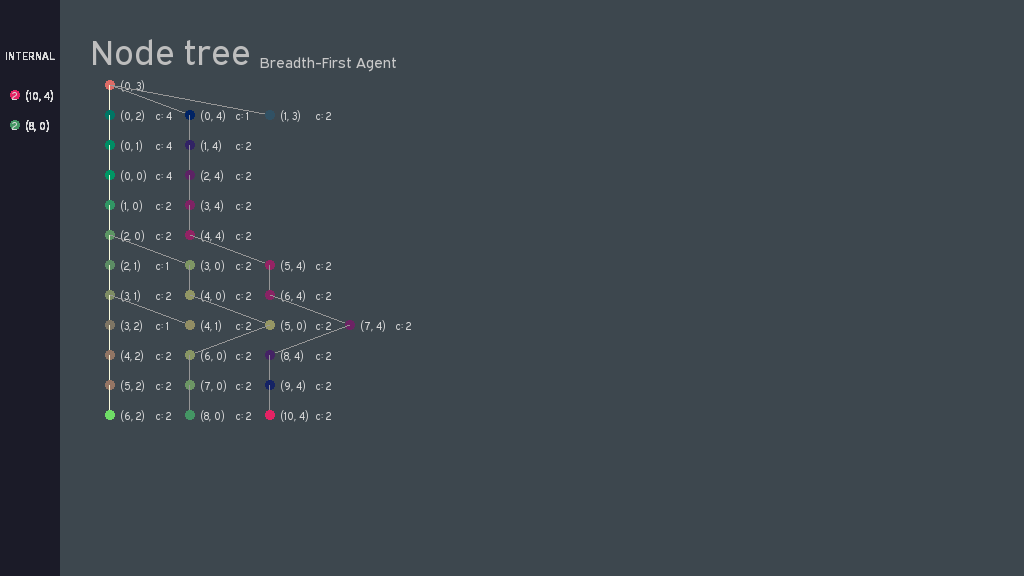 Node tree Breadth-First Agent
INTERNAL
(0, 3)
2 (10, 4)
(0, 2) c: 4 (0, 4) c: 1 (1, 3) c: 2
2 (8, 0)
(0, 1) c: 4 (1, 4) c: 2
(0, 0) c: 4 (2, 4) c: 2
(1, 0) c: 2 (3, 4) c: 2
(2, 0) c: 2 (4, 4) c: 2
(2, 1) c: 1 (3, 0) c: 2 (5, 4) c: 2
(3, 1) c: 2 (4, 0) c: 2 (6, 4) c: 2
(3, 2) c: 1 (4, 1) c: 2 (5, 0) c: 2 (7, 4) c: 2
(4, 2) c: 2 (6, 0) c: 2 (8, 4) c: 2
(5, 2) c: 2 (7, 0) c: 2 (9, 4) c: 2
(6, 2) c: 2 (8, 0) c: 2 (10, 4) c: 2